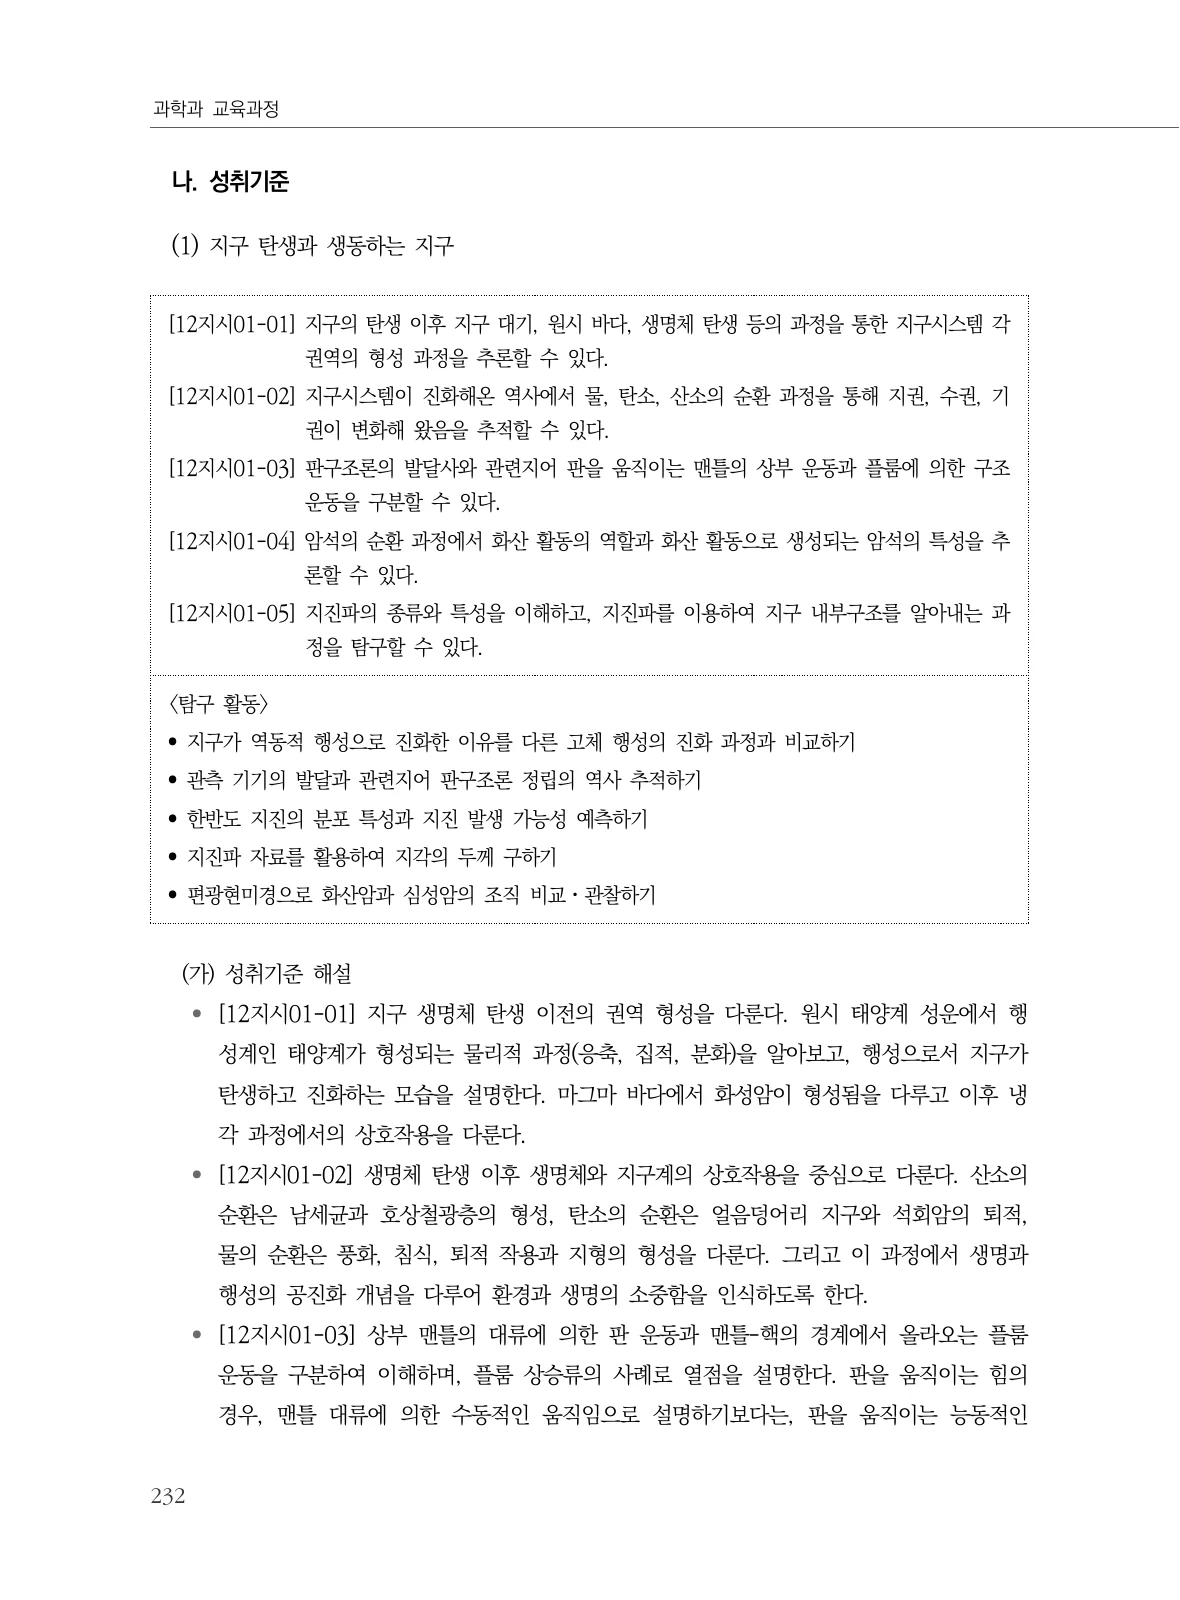 과학과 교육과정
나. 성취기준
(1) 지구 탄생과 생동하는 지구
[12지시01-01] 지구의 탄생 이후 지구 대기, 원시 바다, 생명체 탄생 등의 과정을 통한 지구시스템 각
권역의 형성 과정을 추론할 수 있다.
[12지시01-02] 지구시스템이 진화해온 역사에서 물, 탄소, 산소의 순환 과정을 통해 지권, 수권, 기
권이 변화해 왔음을 추적할 수 있다.
[12지시01-03] 판구조론의 발달사와 관련지어 판을 움직이는 맨틀의 상부 운동과 플룸에 의한 구조
운동을 구분할 수 있다.
[12지시01-04] 암석의 순환 과정에서 화산 활동의 역할과 화산 활동으로 생성되는 암석의 특성을 추
론할 수 있다.
[12지시01-05] 지진파의 종류와 특성을 이해하고, 지진파를 이용하여 지구 내부구조를 알아내는 과
정을 탐구할 수 있다.
〈탐구 활동〉
• 지구가 역동적 행성으로 진화한 이유를 다른 고체 행성의 진화 과정과 비교하기
• 관측 기기의 발달과 관련지어 판구조론 정립의 역사 추적하기
• 한반도 지진의 분포 특성과 지진 발생 가능성 예측하기
• 지진파 자료를 활용하여 지각의 두께 구하기
• 편광현미경으로 화산암과 심성암의 조직 비교·관찰하기
(가) 성취기준 해설
• [12지시01-01] 지구 생명체 탄생 이전의 권역 형성을 다룬다. 원시 태양계 성운에서 행
성계인 태양계가 형성되는 물리적 과정(응축, 집적, 분화)을 알아보고, 행성으로서 지구가
탄생하고 진화하는 모습을 설명한다. 마그마 바다에서 화성암이 형성됨을 다루고 이후 냉
각 과정에서의 상호작용을 다룬다.
• [12지시01-02] 생명체 탄생 이후 생명체와 지구계의 상호작용을 중심으로 다룬다. 산소의
순환은 남세균과 호상철광층의 형성, 탄소의 순환은 얼음덩어리 지구와 석회암의 퇴적,
물의 순환은 풍화, 침식, 퇴적 작용과 지형의 형성을 다룬다. 그리고 이 과정에서 생명과
행성의 공진화 개념을 다루어 환경과 생명의 소중함을 인식하도록 한다.
• [12지시01-03] 상부 맨틀의 대류에 의한 판 운동과 맨틀-핵의 경계에서 올라오는 플룸
운동을 구분하여 이해하며, 플룸 상승류의 사례로 열점을 설명한다. 판을 움직이는 힘의
경우, 맨틀 대류에 의한 수동적인 움직임으로 설명하기보다는, 판을 움직이는 능동적인
232